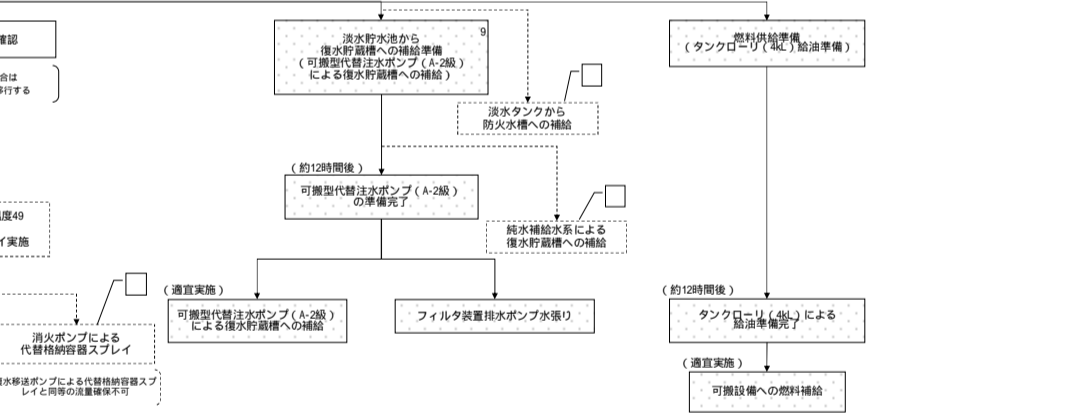 確認
合は
移行する
度49
イ実施
消火ポンプによる
代替格納容器スプレイ
水移送ポンプによる代替格納容器スプ
レイと同等の流量確保不可
淡水貯水池から
復水貯蔵槽への補給準備
(可搬型代替注水ポンプ(A-2級)
による復水貯蔵槽への補給)
9
淡水タンクから
防火水槽への補給
(約12時間後)
可搬型代替注水ポンプ(A-2級)
の準備完了
純水補給水系による
復水貯蔵槽への補給
(適宜実施)
可搬型代替注水ポンプ(A-2級)
による復水貯蔵槽への補給
フィルタ装置排水ポンプ水張り
燃料供給準備
(タンクローリ(4kL)給油準備)
(約12時間後)
タンクローリ(4kL)による
給油準備完了
(適宜実施)
可搬設備への燃料補給